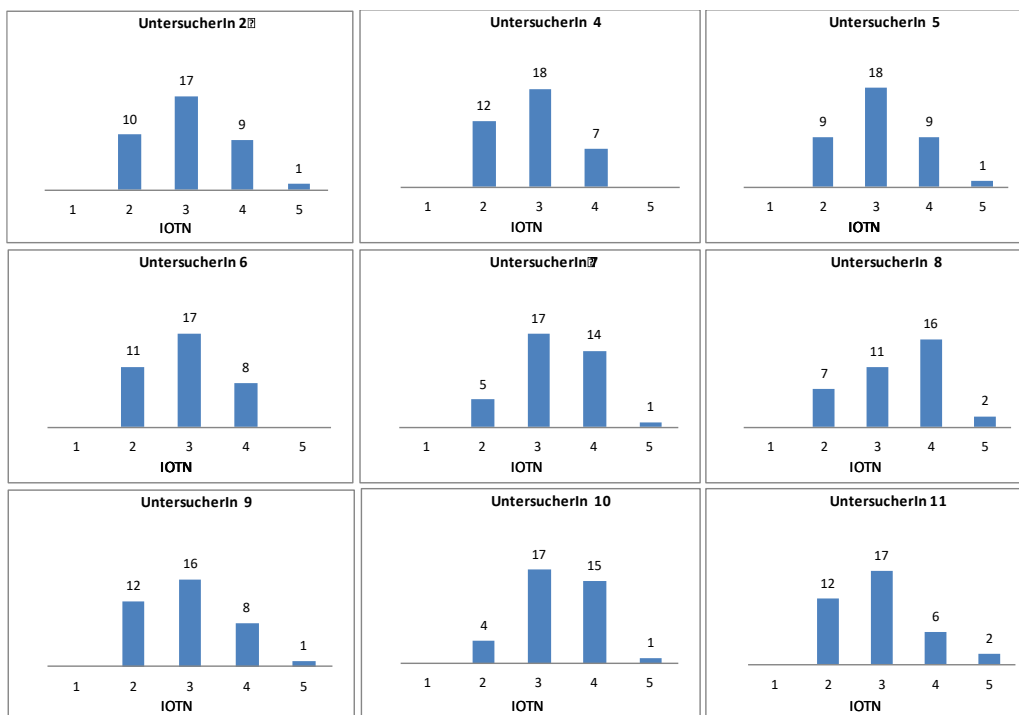 UntersucherIn 2
17
10
9
1
1 2 3 4 5
IOTN
UntersucherIn 4
18
12
7
1 2 3 4 5
IOTN
UntersucherIn 5
18
9
9
1
1 2 3 4 5
IOTN
UntersucherIn 6
17
11
8
1 2 3 4 5
IOTN
UntersucherIn 7
17
14
5
1
1 2 3 4 5
IOTN
UntersucherIn 8
16
11
7
2
1 2 3 4 5
IOTN
UntersucherIn 9
16
12
8
1
1 2 3 4 5
IOTN
UntersucherIn 10
17
15
4
1
1 2 3 4 5
IOTN
UntersucherIn 11
17
12
6
2
1 2 3 4 5
IOTN